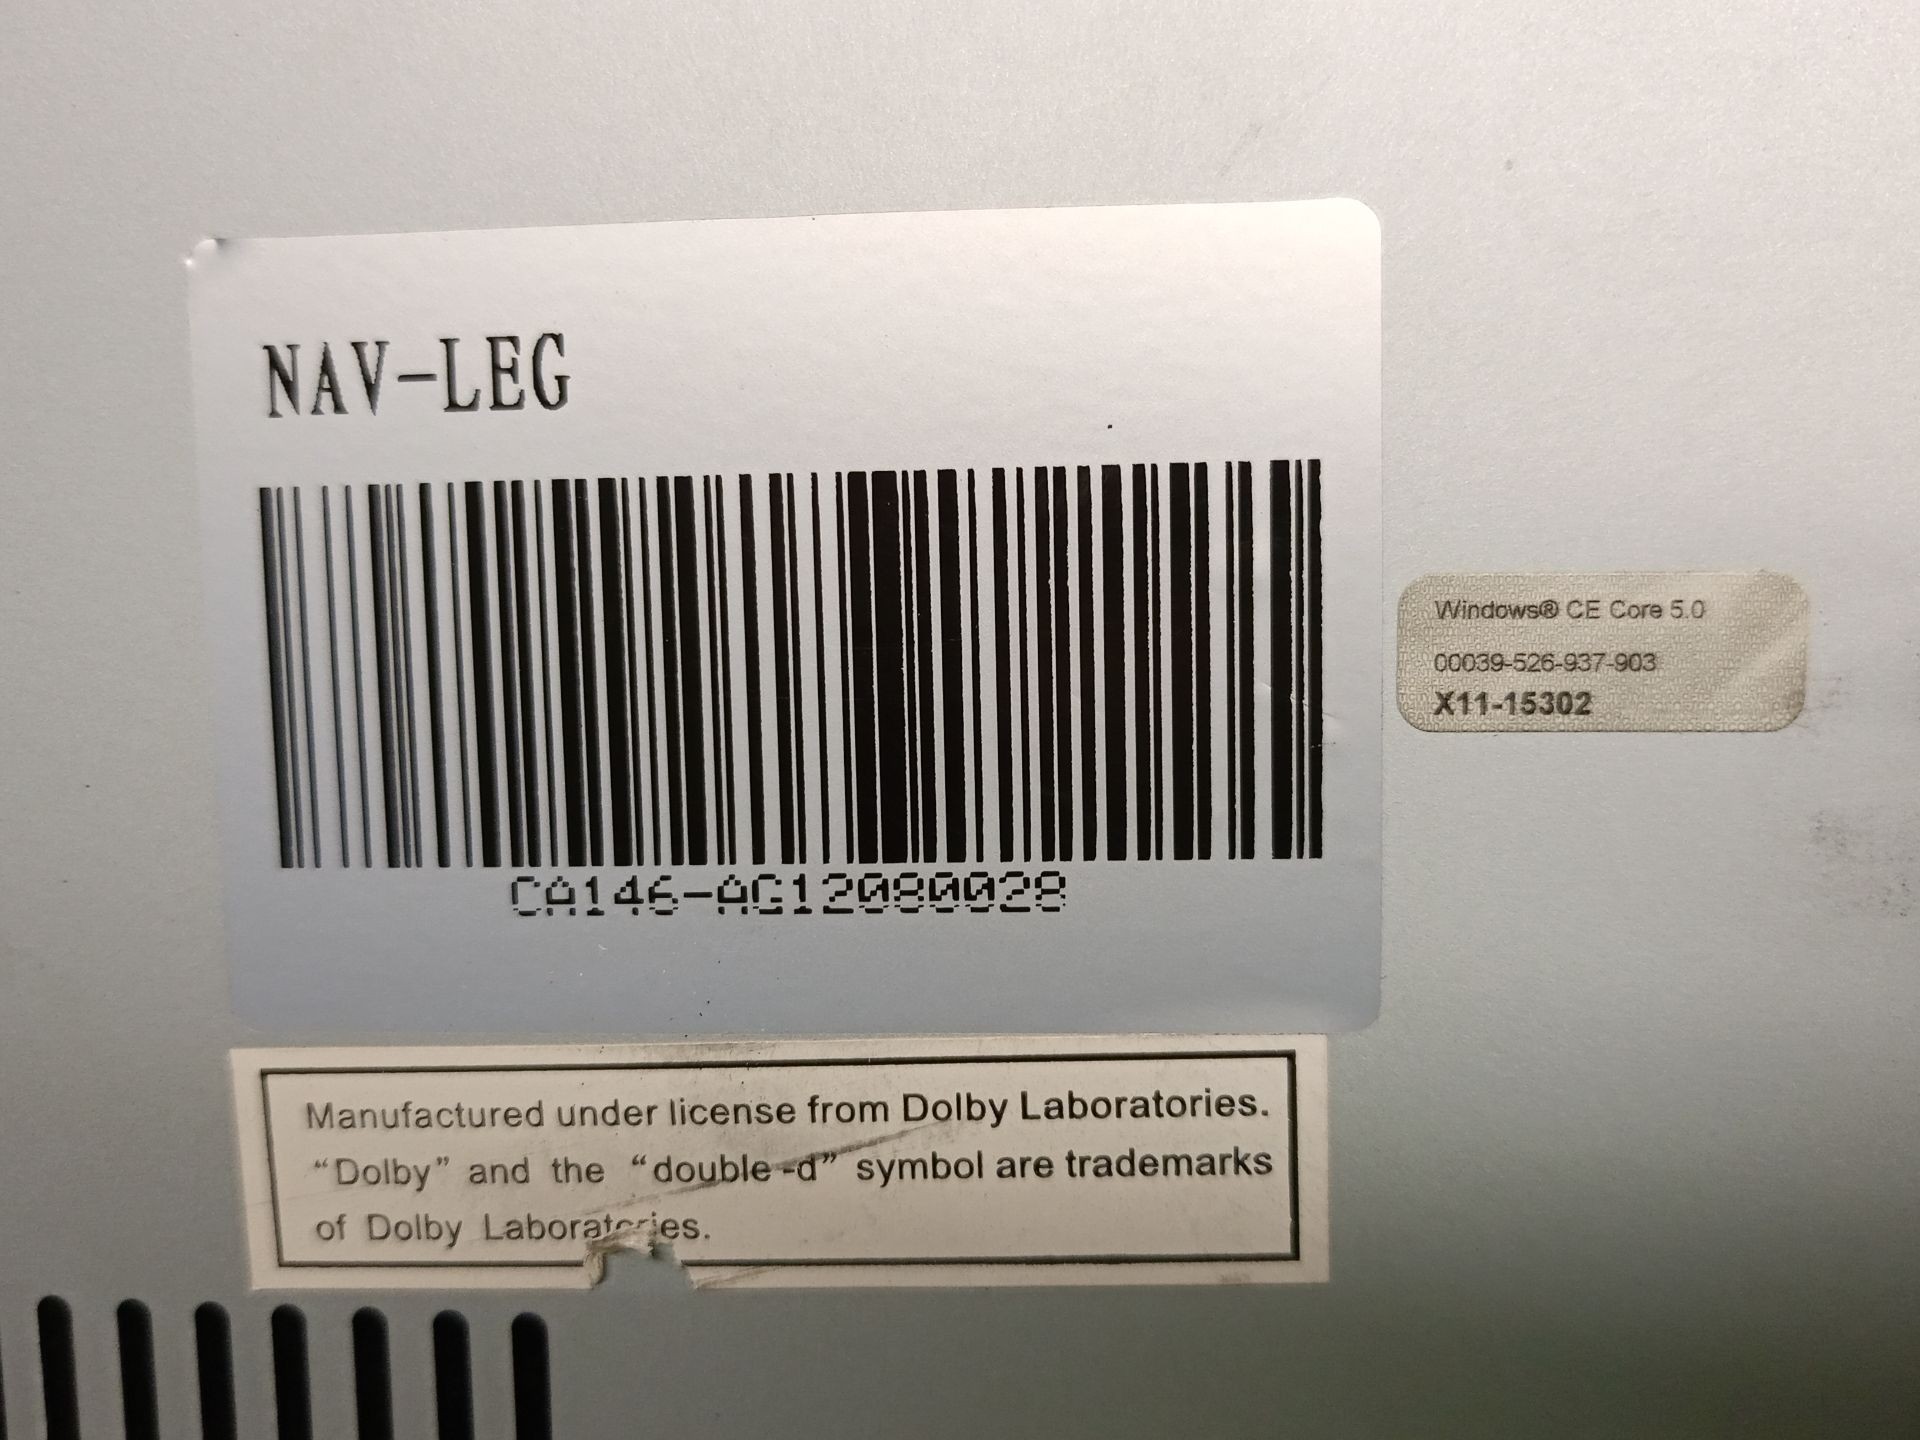 NAV-LEG
CA146-AG12080028
Windows® CE Core 5.0
00039-526-937-903
X11-15302
Manufactured under license from Dolby Laboratories.
“Dolby” and the “double-d” symbol are trademarks
of Dolby Laboratories.